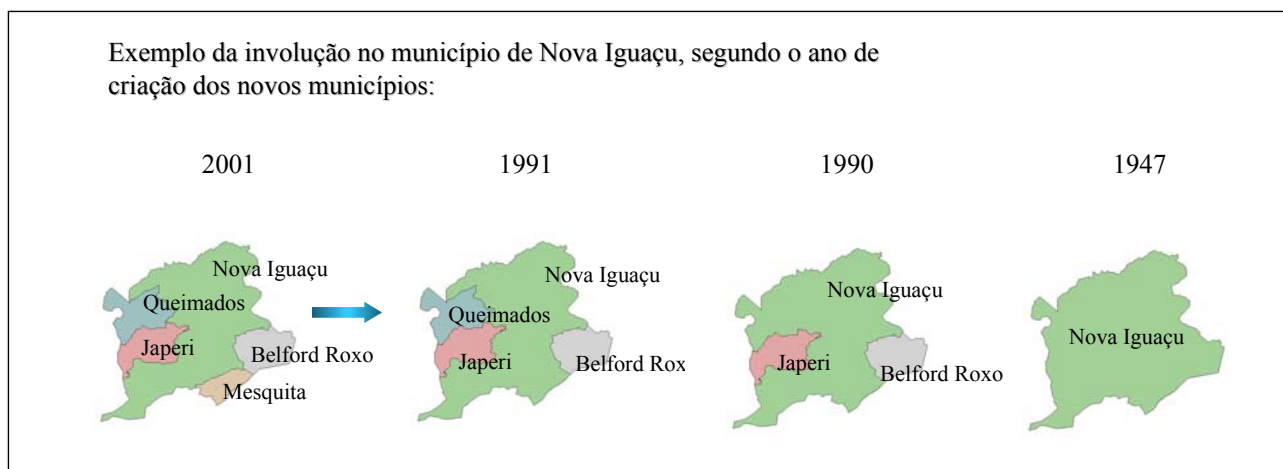 Exemplo da involução no município de Nova Iguaçu, segundo o ano de
criação dos novos municípios:
2001
1991
1990
1947
Nova Iguaçu
Queimados
Japeri
Belford Roxo
Mesquita
Nova Iguaçu
Queimados
Japeri
Belford Rox
Nova Iguaçu
Japeri
Belford Roxo
Nova Iguaçu